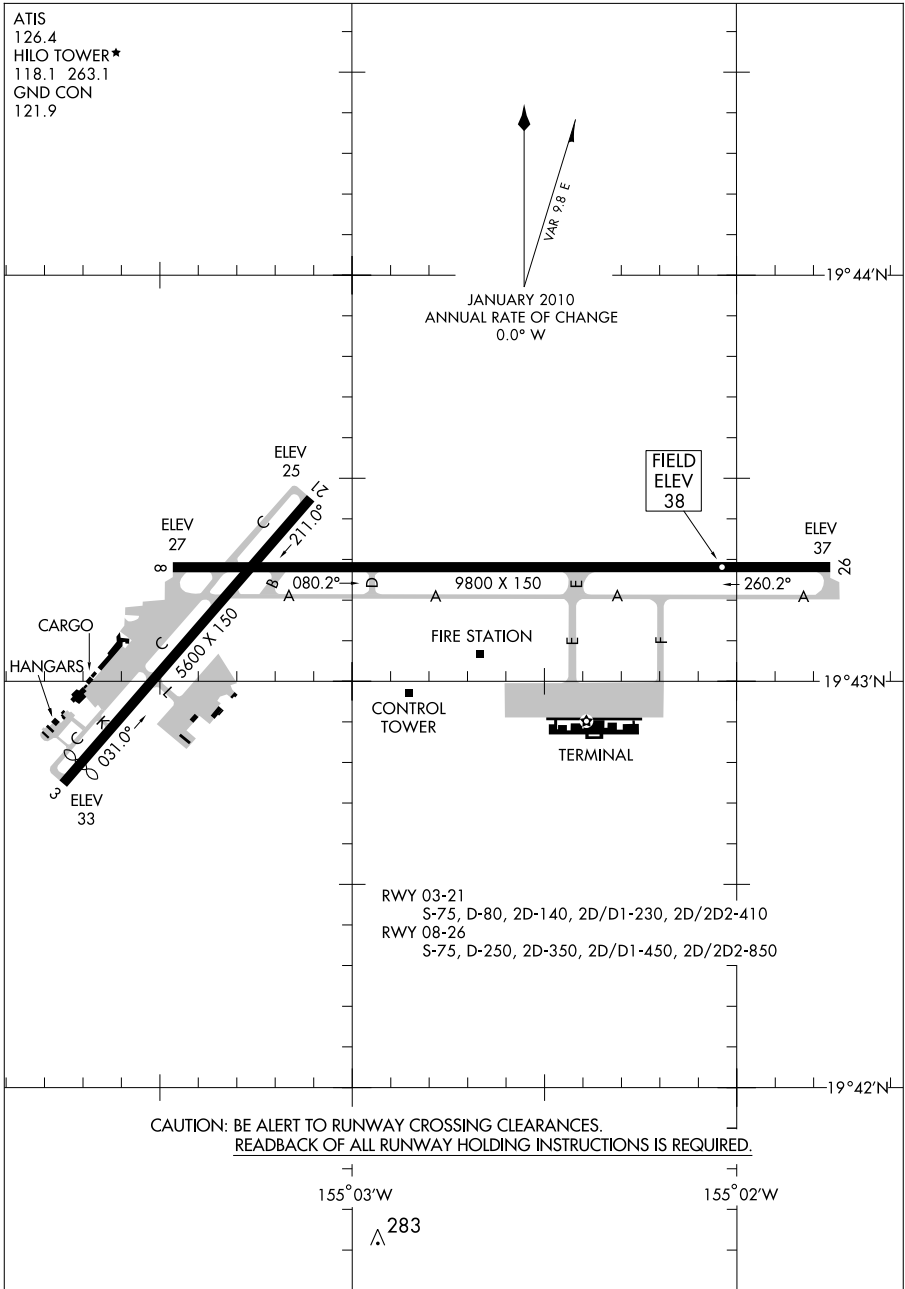 ATIS
126.4
HILO TOWER★
118.1 263.1
GND CON
121.9
VAR 9.8 E
JANUARY 2010
ANNUAL RATE OF CHANGE
0.0° W
19°44'N
ELEV
25
21
C
211.0°
FIELD
ELEV
38
ELEV
27
8
ELEV
37
26
B
080.2°
D
9800 X 150
E
260.2°
A
A
A
A
5600 X 150
C
CARGO
HANGARS
FIRE STATION
E
F
19°43'N
L
K
C
031.0°
CONTROL
TOWER
TERMINAL
3
ELEV
33
RWY 03-21
S-75, D-80, 2D-140, 2D/D1-230, 2D/2D2-410
RWY 08-26
S-75, D-250, 2D-350, 2D/D1-450, 2D/2D2-850
19°42'N
CAUTION: BE ALERT TO RUNWAY CROSSING CLEARANCES.
READBACK OF ALL RUNWAY HOLDING INSTRUCTIONS IS REQUIRED.
155°03'W
155°02'W
283